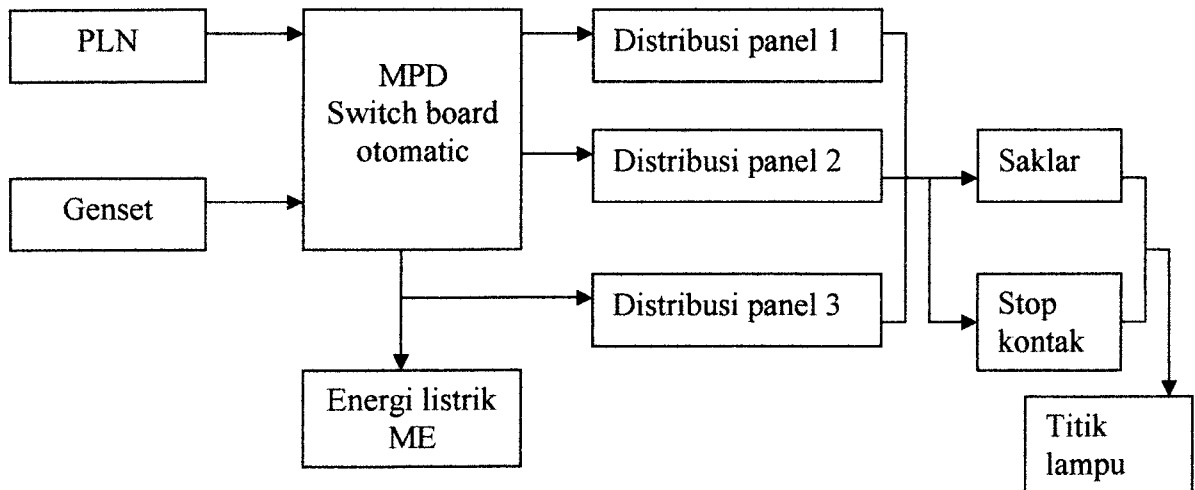 PLN
Genset
MPD
Switch board
otomatic
Distribusi panel 1
Distribusi panel 2
Distribusi panel 3
Energi listrik
ME
Saklar
Stop
kontak
Titik
lampu